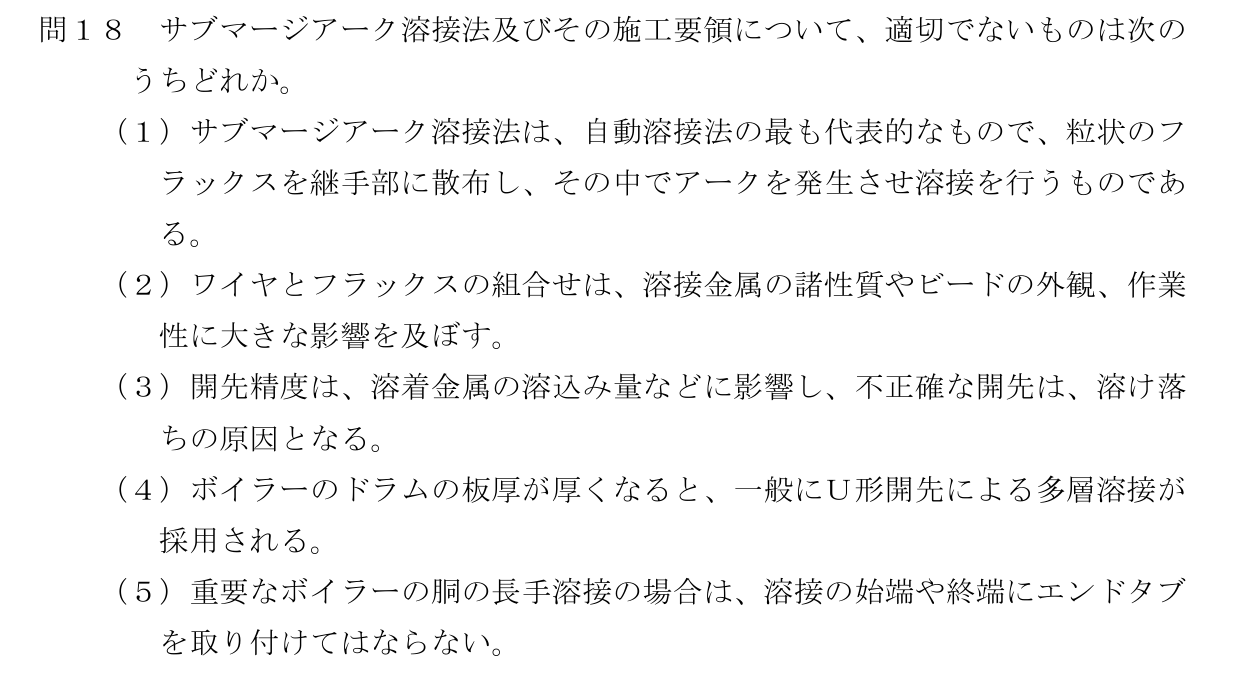 問１８　サブマージアーク溶接法及びその施工要領について、適切でないものは次の
うちどれか。
（１）サブマージアーク溶接法は、自動溶接法の最も代表的なもので、粒状のフ
ラックスを継手部に散布し、その中でアークを発生させ溶接を行うものであ
る。
（２）ワイヤとフラックスの組合せは、溶接金属の諸性質やビードの外観、作業
性に大きな影響を及ぼす。
（３）開先精度は、溶着金属の溶込み量などに影響し、不正確な開先は、溶け落
ちの原因となる。
（４）ボイラーのドラムの板厚が厚くなると、一般にＵ形開先による多層溶接が
採用される。
（５）重要なボイラーの胴の長手溶接の場合は、溶接の始端や終端にエンドタブ
を取り付けてはならない。